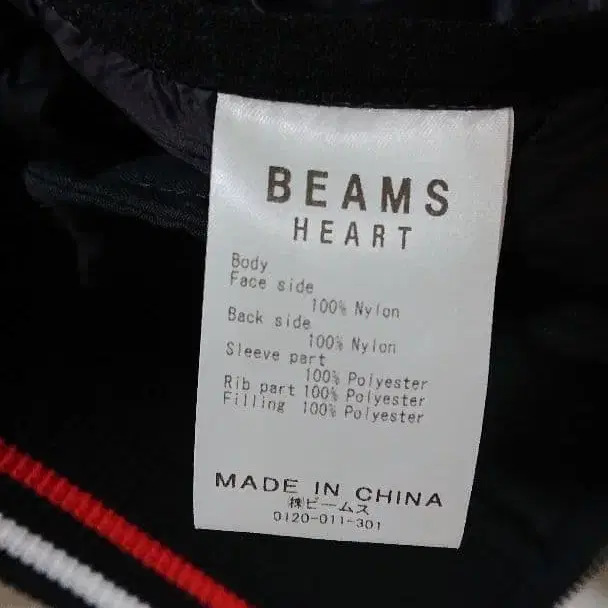 BEAMS
HEART
Body
Face side
100% Nylon
Back side
100% Nylon
Sleeve part
100% Polyester
Rib part 100% Polyester
Filling 100% Polyester
MADE IN CHINA
㈱ビームス
0120-011-301